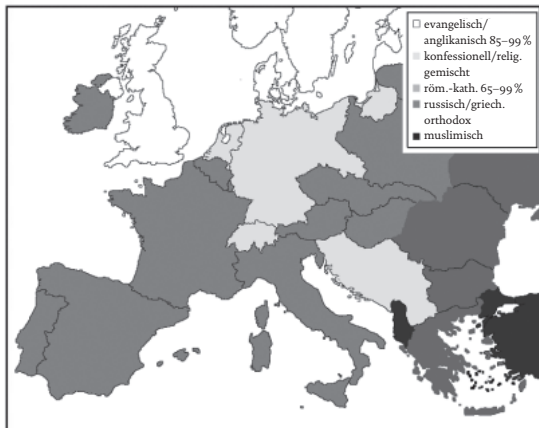 evangelisch/
anglikanisch 85–99 %
konfessionell/relig.
gemischt
röm.-kath. 65–99 %
russisch/griech.
orthodox
muslimisch